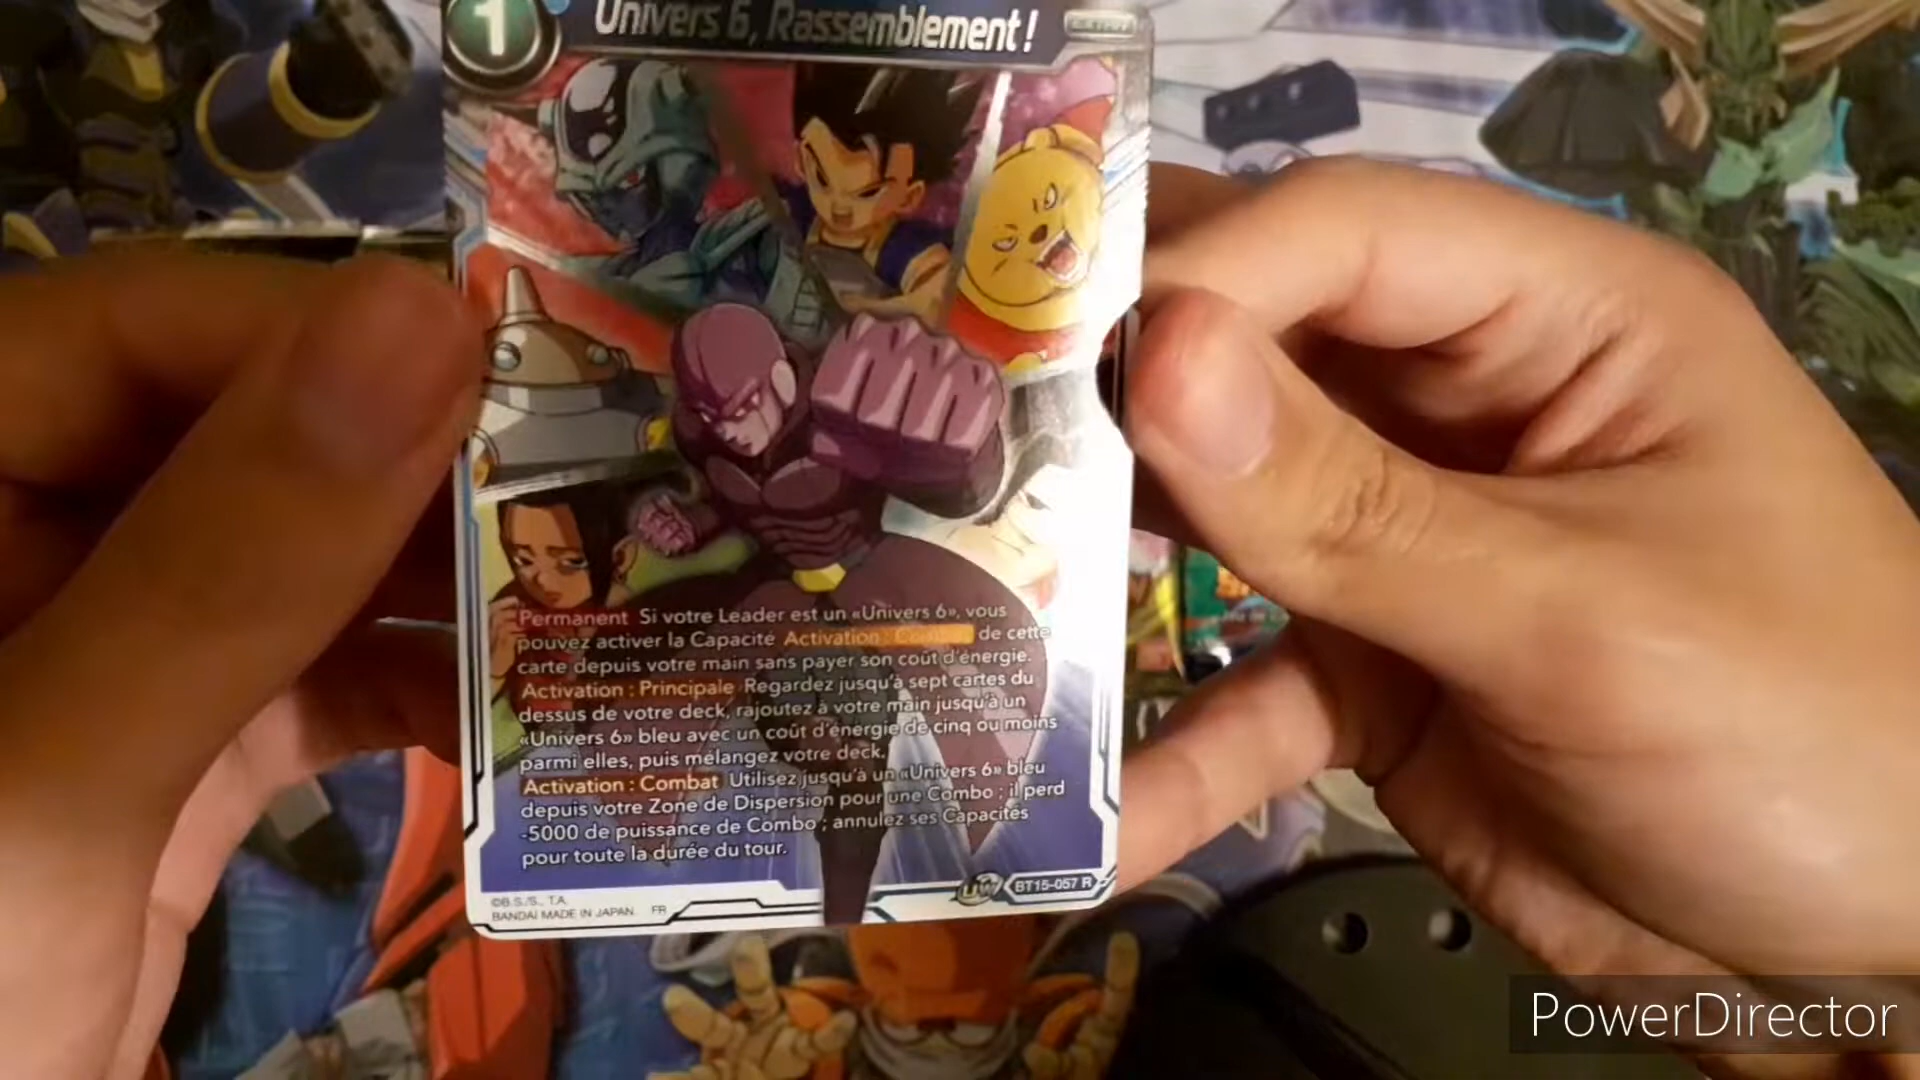 1
Univers 6, Rassemblement !
EXTRA
Permanent Si votre Leader est un «Univers 6», vous
pouvez activer la Capacité Activation : Combat de cette
carte depuis votre main sans payer son coût d'énergie.
Activation : Principale Regardez jusqu'à sept cartes du
dessus de votre deck, rajoutez à votre main jusqu'à un
«Univers 6» bleu avec un coût d'énergie de cinq ou moins
parmi elles, puis mélangez votre deck.
Activation : Combat Utilisez jusqu'à un «Univers 6» bleu
depuis votre Zone de Dispersion pour une Combo ; il perd
-5000 de puissance de Combo ; annulez ses Capacités
pour toute la durée du tour.
©B.S./S., T.A.
BANDAI MADE IN JAPAN. FR
UW BT15-057 R
PowerDirector